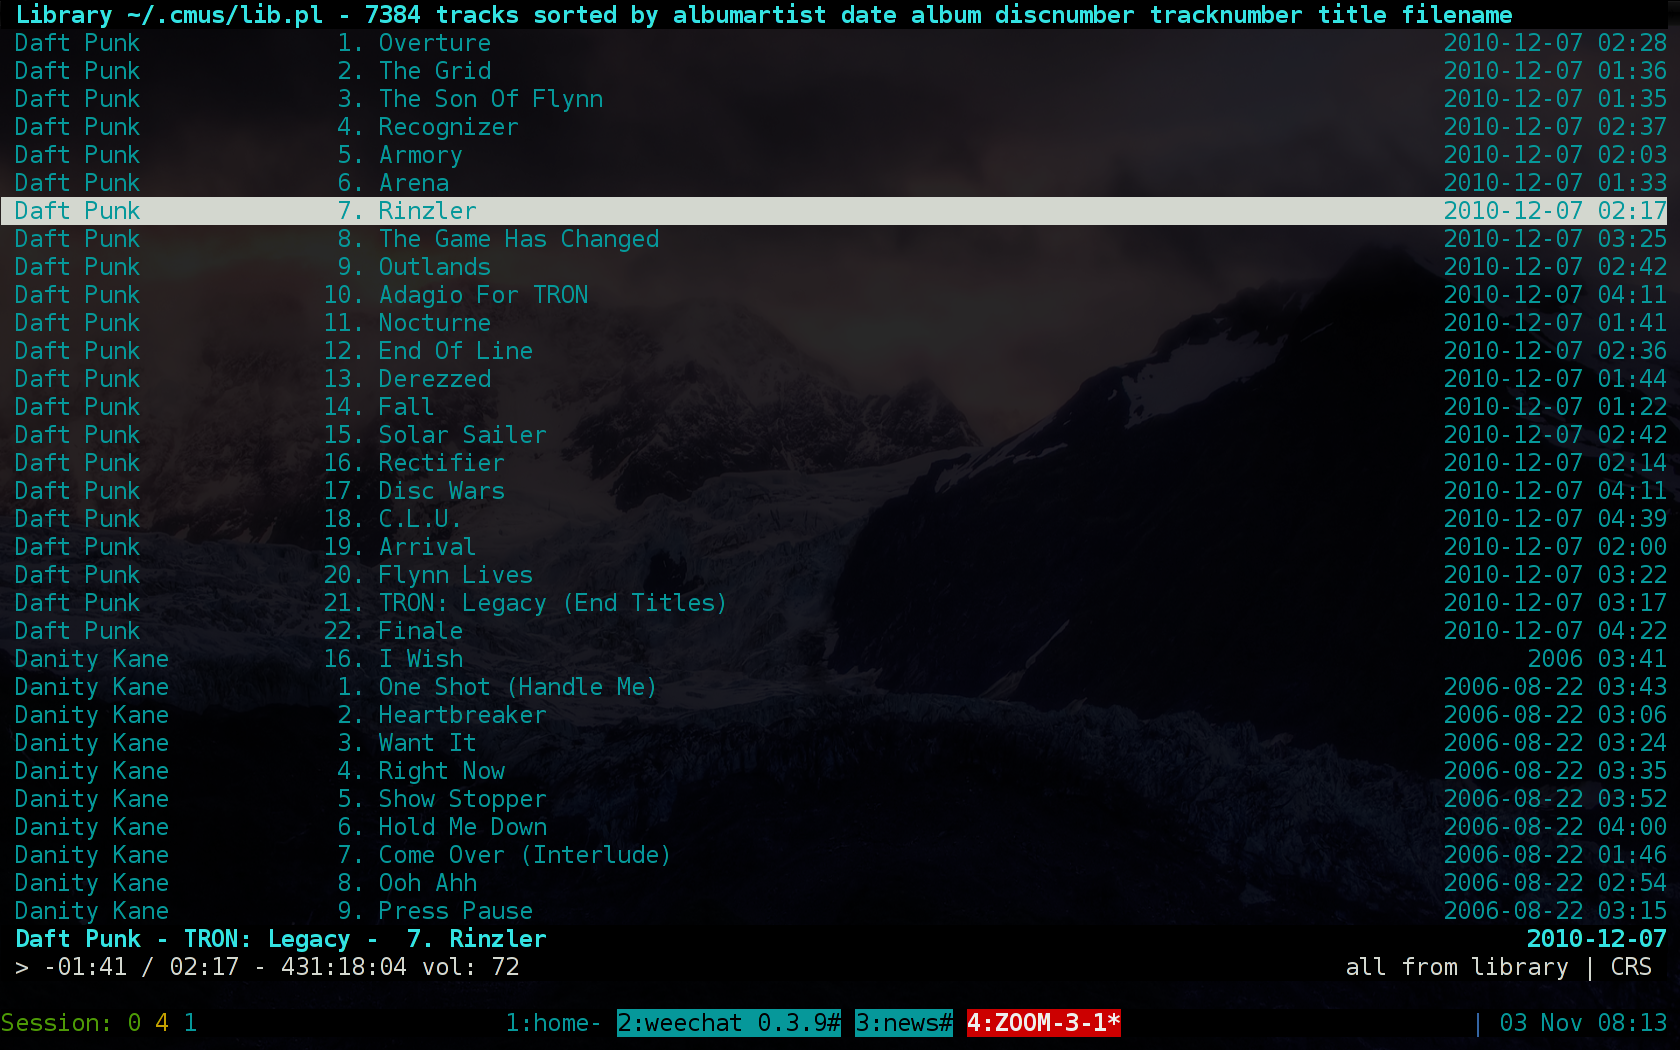 Library ~/.cmus/lib.pl - 7384 tracks sorted by albumartist date album discnumber tracknumber title filename
Daft Punk 1. Overture 2010-12-07 02:28
Daft Punk 2. The Grid 2010-12-07 01:36
Daft Punk 3. The Son Of Flynn 2010-12-07 01:35
Daft Punk 4. Recognizer 2010-12-07 02:37
Daft Punk 5. Armory 2010-12-07 02:03
Daft Punk 6. Arena 2010-12-07 01:33
Daft Punk 7. Rinzler 2010-12-07 02:17
Daft Punk 8. The Game Has Changed 2010-12-07 03:25
Daft Punk 9. Outlands 2010-12-07 02:42
Daft Punk 10. Adagio For TRON 2010-12-07 04:11
Daft Punk 11. Nocturne 2010-12-07 01:41
Daft Punk 12. End Of Line 2010-12-07 02:36
Daft Punk 13. Derezzed 2010-12-07 01:44
Daft Punk 14. Fall 2010-12-07 01:22
Daft Punk 15. Solar Sailer 2010-12-07 02:42
Daft Punk 16. Rectifier 2010-12-07 02:14
Daft Punk 17. Disc Wars 2010-12-07 04:11
Daft Punk 18. C.L.U. 2010-12-07 04:39
Daft Punk 19. Arrival 2010-12-07 02:00
Daft Punk 20. Flynn Lives 2010-12-07 03:22
Daft Punk 21. TRON: Legacy (End Titles) 2010-12-07 03:17
Daft Punk 22. Finale 2010-12-07 04:22
Danity Kane 16. I Wish 2006 03:41
Danity Kane 1. One Shot (Handle Me) 2006-08-22 03:43
Danity Kane 2. Heartbreaker 2006-08-22 03:06
Danity Kane 3. Want It 2006-08-22 03:24
Danity Kane 4. Right Now 2006-08-22 03:35
Danity Kane 5. Show Stopper 2006-08-22 03:52
Danity Kane 6. Hold Me Down 2006-08-22 04:00
Danity Kane 7. Come Over (Interlude) 2006-08-22 01:46
Danity Kane 8. Ooh Ahh 2006-08-22 02:54
Danity Kane 9. Press Pause 2006-08-22 03:15
Daft Punk - TRON: Legacy -  7. Rinzler 2010-12-07
> -01:41 / 02:17 - 431:18:04 vol: 72 all from library | CRS
Session: 0 4 1 1:home- 2:weechat 0.3.9# 3:news# 4:ZOOM-3-1* | 03 Nov 08:13